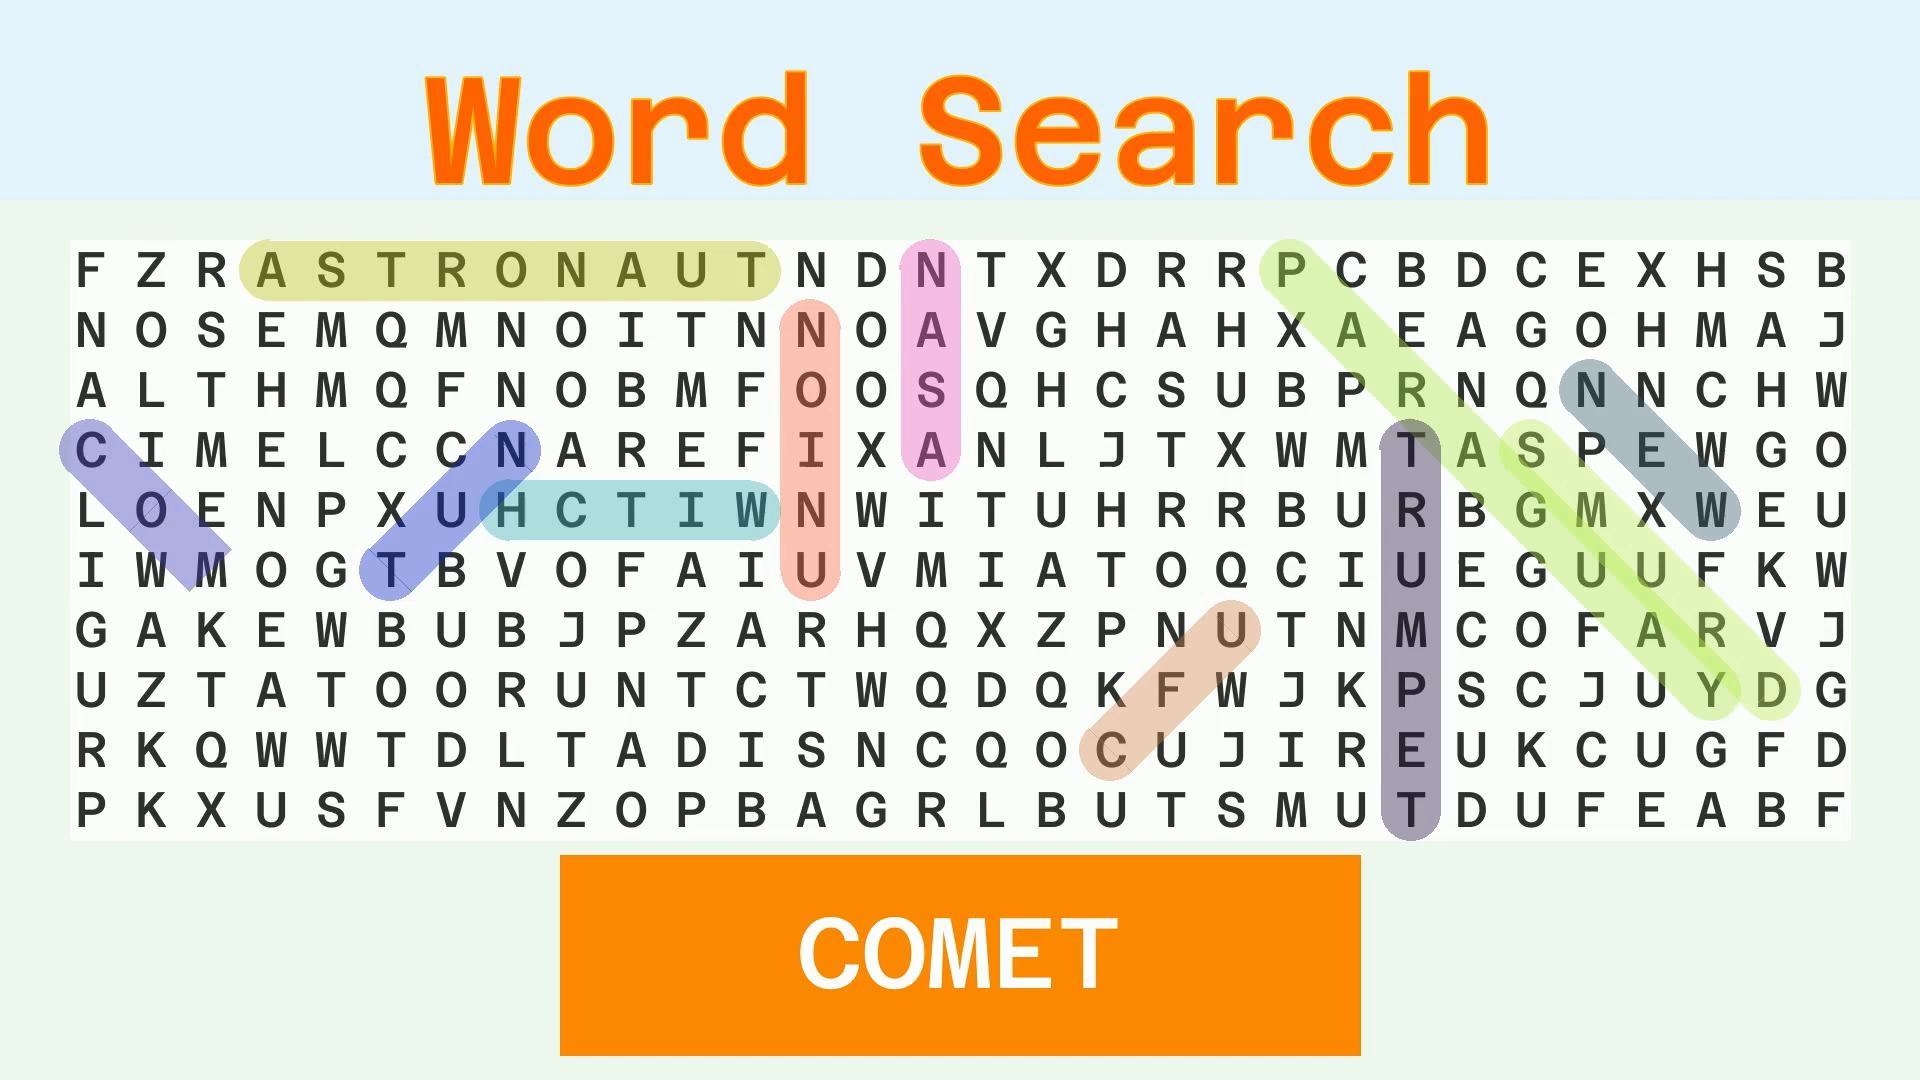 Word Search
F Z R A S T R O N A U T N D N T X D R R P C B D C E X H S B
N O S E M Q M N O I T N N O A V G H A H X A E A G O H M A J
A L T H M Q F N O B M F O O S Q H C S U B P R N Q N N C H W
C I M E L C C N A R E F I X A N L J T X W M T A S P E W G O
L O E N P X U H C T I W N W I T U H R R B U R B G M X W E U
I W M O G T B V O F A I U V M I A T O Q C I U E G U U F K W
G A K E W B U B J P Z A R H Q X Z P N U T N M C O F A R V J
U Z T A T O O R U N T C T W Q D Q K F W J K P S C J U Y D G
R K Q W W T D L T A D I S N C Q O C U J I R E U K C U G F D
P K X U S F V N Z O P B A G R L B U T S M U T D U F E A B F
COMET